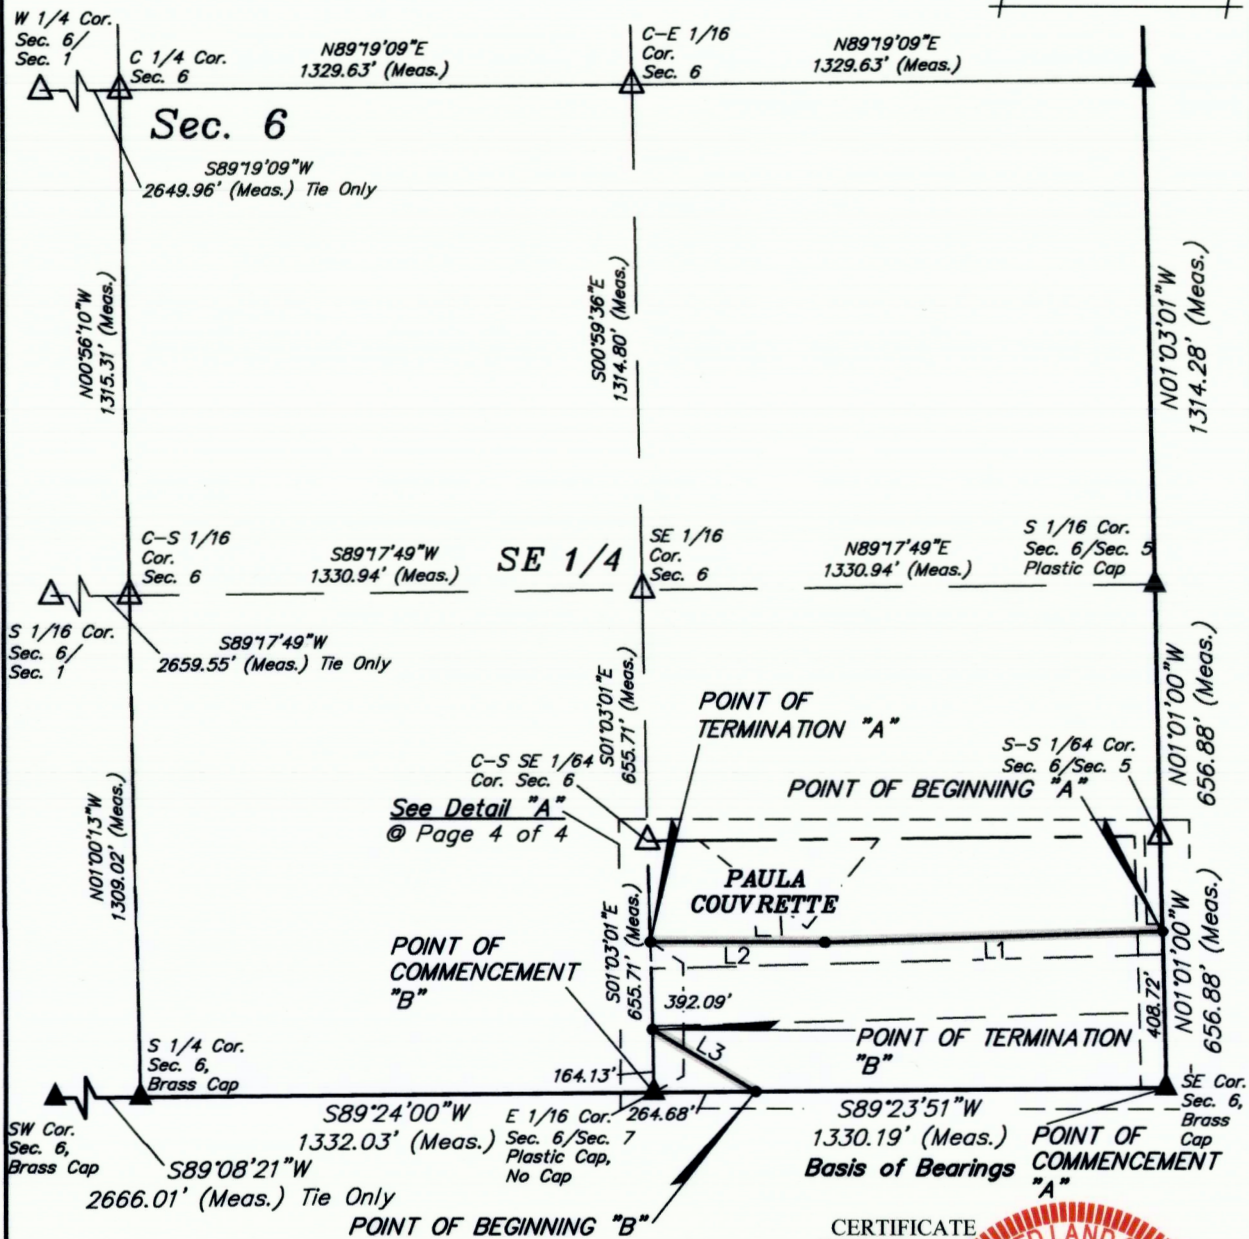 W 1/4 Cor.
Sec. 6/
Sec. 1
C 1/4 Cor.
Sec. 6
N89°19'09"E
1329.63' (Meas.)
C-E 1/16
Cor.
Sec. 6
N89°19'09"E
1329.63' (Meas.)
Sec. 6
S89°19'09"W
2649.96' (Meas.) Tie Only
N00°56'10"W
1315.31' (Meas.)
S00°59'36"E
1314.80' (Meas.)
N01°03'01"W
1314.28' (Meas.)
C-S 1/16
Cor.
Sec. 6
S89°17'49"W
1330.94' (Meas.)
SE 1/4
SE 1/16
Cor.
Sec. 6
N89°17'49"E
1330.94' (Meas.)
S 1/16 Cor.
Sec. 6/Sec. 5
Plastic Cap
S 1/16 Cor.
Sec. 6/
Sec. 1
S89°17'49"W
2659.55' (Meas.) Tie Only
S01°03'01"E
655.71' (Meas.)
N01°01'00"W
656.88' (Meas.)
POINT OF
TERMINATION "A"
C-S SE 1/64
Cor. Sec. 6
S-S 1/64 Cor.
Sec. 6/Sec. 5
POINT OF BEGINNING "A"
See Detail "A"
@ Page 4 of 4
N01°00'13"W
1309.02' (Meas.)
PAULA
COUVRETTE
S01°03'01"E
655.71' (Meas.)
L2
L1
N01°01'00"W
656.88' (Meas.)
408.72'
POINT OF
COMMENCEMENT
"B"
392.09'
L3
POINT OF TERMINATION
"B"
S 1/4 Cor.
Sec. 6,
Brass Cap
164.13'
264.68'
SW Cor.
Sec. 6,
Brass Cap
S89°24'00"W
1332.03' (Meas.)
E 1/16 Cor.
Sec. 6/Sec. 7
Plastic Cap,
No Cap
S89°23'51"W
1330.19' (Meas.)
Basis of Bearings
SE Cor.
Sec. 6,
Brass
Cap
POINT OF
COMMENCEMENT
"A"
S89°08'21"W
2666.01' (Meas.) Tie Only
POINT OF BEGINNING "B"
CERTIFICATE
LAND